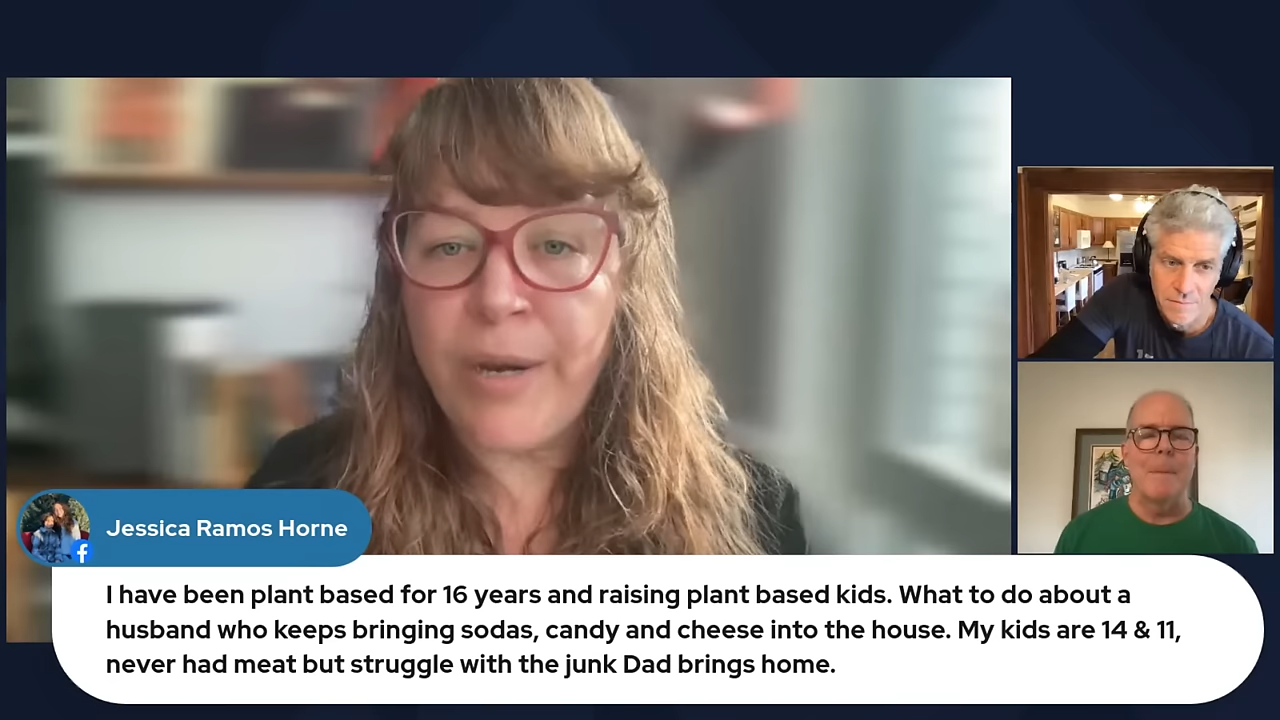 Jessica Ramos Horne
I have been plant based for 16 years and raising plant based kids. What to do about a
husband who keeps bringing sodas, candy and cheese into the house. My kids are 14 & 11,
never had meat but struggle with the junk Dad brings home.